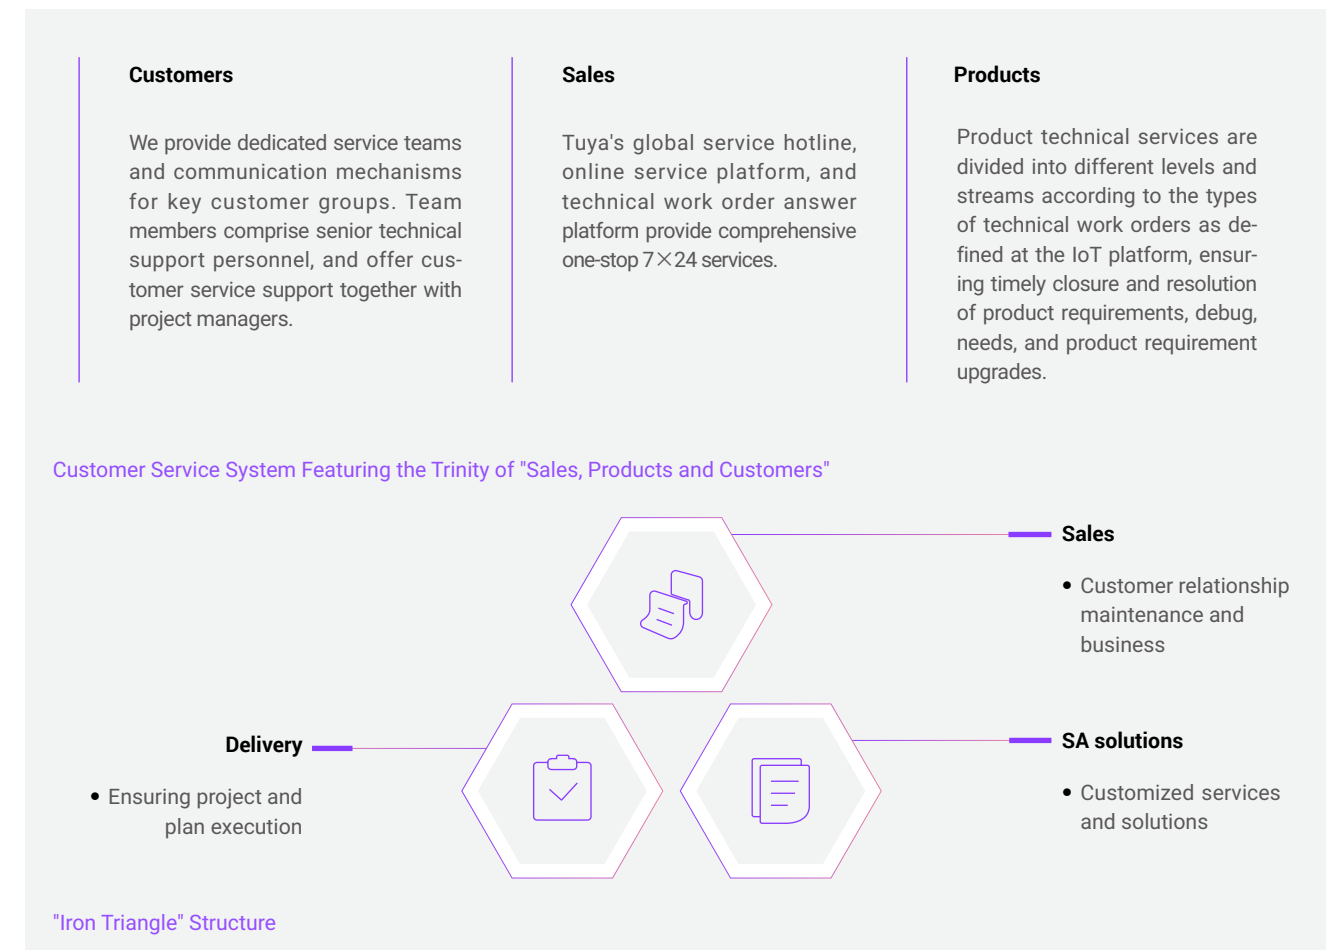 Customers
We provide dedicated service teams
and communication mechanisms
for key customer groups. Team
members comprise senior technical
support personnel, and offer cus-
tomer service support together with
project managers.
Sales
Tuya's global service hotline,
online service platform, and
technical work order answer
platform provide comprehensive
one-stop 7×24 services.
Products
Product technical services are
divided into different levels and
streams according to the types
of technical work orders as de-
fined at the IoT platform, ensur-
ing timely closure and resolution
of product requirements, debug,
needs, and product requirement
upgrades.
Customer Service System Featuring the Trinity of "Sales, Products and Customers"
Sales
• Customer relationship
maintenance and
business
Delivery
• Ensuring project and
plan execution
SA solutions
• Customized services
and solutions
"Iron Triangle" Structure